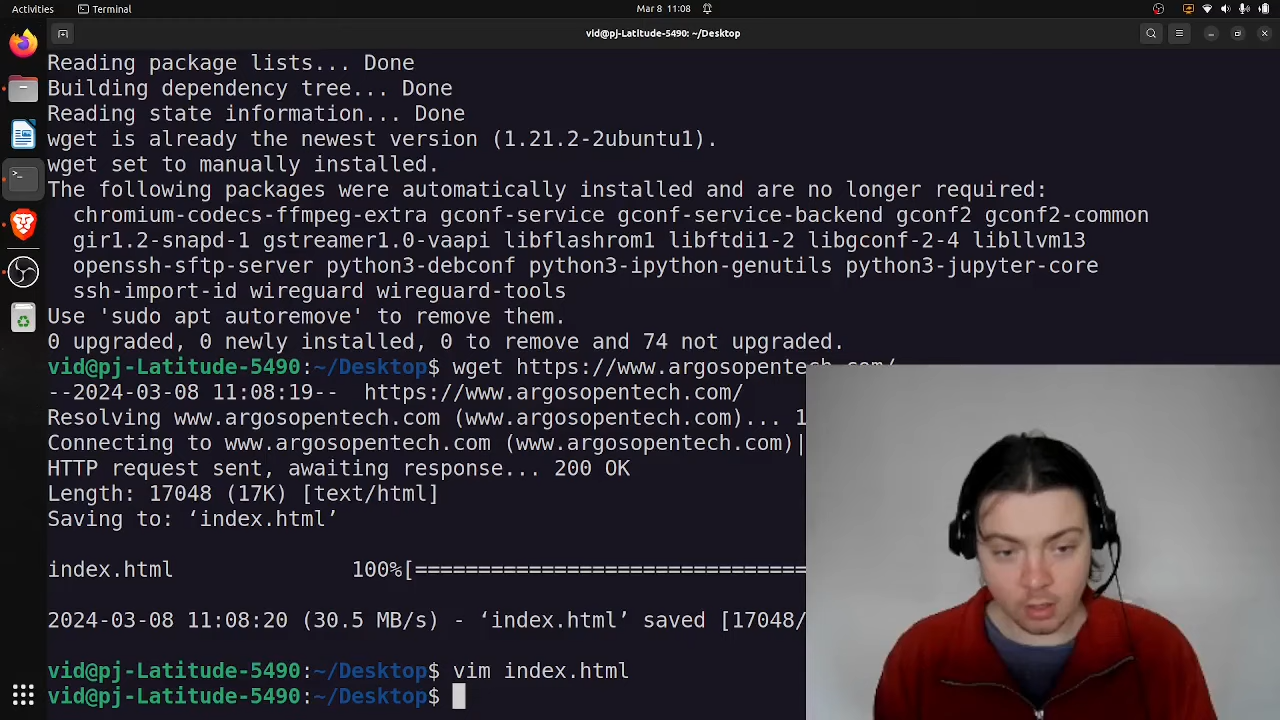 Activities
Terminal
Mar 8 11:08
vid@pj-Latitude-5490: ~/Desktop
Reading package lists... Done
Building dependency tree... Done
Reading state information... Done
wget is already the newest version (1.21.2-2ubuntu1).
wget set to manually installed.
The following packages were automatically installed and are no longer required:
  chromium-codecs-ffmpeg-extra gconf-service gconf-service-backend gconf2 gconf2-common
  gir1.2-snapd-1 gstreamer1.0-vaapi libflashrom1 libftdi1-2 libgconf-2-4 libllvm13
  openssh-sftp-server python3-debconf python3-ipython-genutils python3-jupyter-core
  ssh-import-id wireguard wireguard-tools
Use 'sudo apt autoremove' to remove them.
0 upgraded, 0 newly installed, 0 to remove and 74 not upgraded.
vid@pj-Latitude-5490:~/Desktop$ wget https://www.argosopentech.com/
--2024-03-08 11:08:19--  https://www.argosopentech.com/
Resolving www.argosopentech.com (www.argosopentech.com)... 1
Connecting to www.argosopentech.com (www.argosopentech.com)|
HTTP request sent, awaiting response... 200 OK
Length: 17048 (17K) [text/html]
Saving to: ‘index.html’
index.html 100%[===============================
2024-03-08 11:08:20 (30.5 MB/s) - ‘index.html’ saved [17048/
vid@pj-Latitude-5490:~/Desktop$ vim index.html
vid@pj-Latitude-5490:~/Desktop$